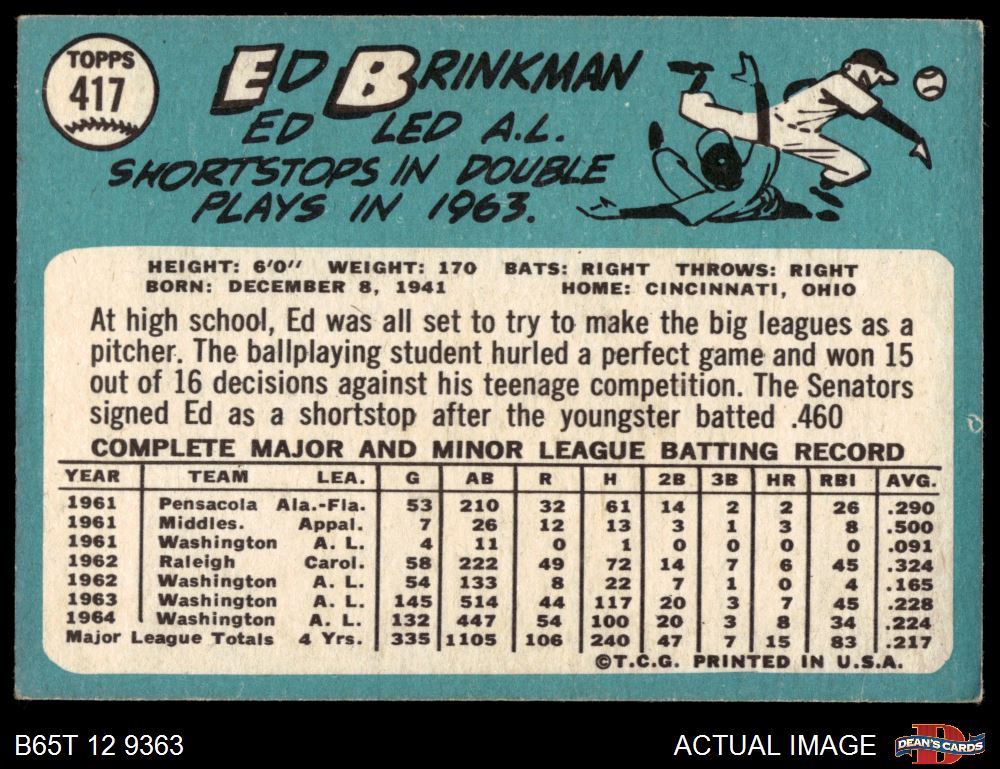 TOPPS
417
ED BRINKMAN
ED LED A.L.
SHORTSTOPS IN DOUBLE
PLAYS IN 1963.
HEIGHT: 6'0" WEIGHT: 170 BATS: RIGHT THROWS: RIGHT
BORN: DECEMBER 8, 1941 HOME: CINCINNATI, OHIO
At high school, Ed was all set to try to make the big leagues as a
pitcher. The ballplaying student hurled a perfect game and won 15
out of 16 decisions against his teenage competition. The Senators
signed Ed as a shortstop after the youngster batted .460
COMPLETE MAJOR AND MINOR LEAGUE BATTING RECORD
YEAR TEAM LEA. G AB R H 2B 3B HR RBI AVG.
1961 Pensacola Ala.-Fla. 53 210 32 61 14 2 2 26 .290
1961 Middles. Appal. 7 26 12 13 3 1 3 8 .500
1961 Washington A. L. 4 11 0 1 0 0 0 0 .091
1962 Raleigh Carol. 58 222 49 72 14 7 6 45 .324
1962 Washington A. L. 54 133 8 22 7 1 0 4 .165
1963 Washington A. L. 145 514 44 117 20 3 7 45 .228
1964 Washington A. L. 132 447 54 100 20 3 8 34 .224
Major League Totals 4 Yrs. 335 1105 106 240 47 7 15 83 .217
©T.C.G. PRINTED IN U.S.A.
B65T 12 9363
ACTUAL IMAGE
D
DEAN'S CARDS